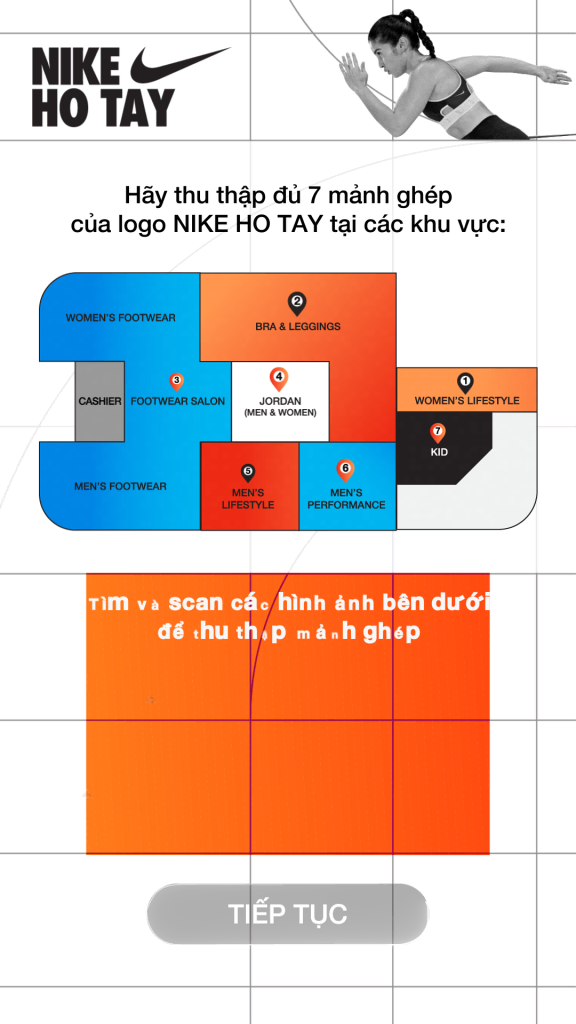 NIKE
HO TAY
Hãy thu thập đủ 7 mảnh ghép
của logo NIKE HO TAY tại các khu vực:
WOMEN'S FOOTWEAR
2
BRA & LEGGINGS
CASHIER
3
FOOTWEAR SALON
4
JORDAN
(MEN & WOMEN)
1
WOMEN'S LIFESTYLE
7
KID
MEN'S FOOTWEAR
5
MEN'S
LIFESTYLE
6
MEN'S
PERFORMANCE
Tìm và scan các hình ảnh bên dưới
để thu thập mảnh ghép
TIẾP TỤC